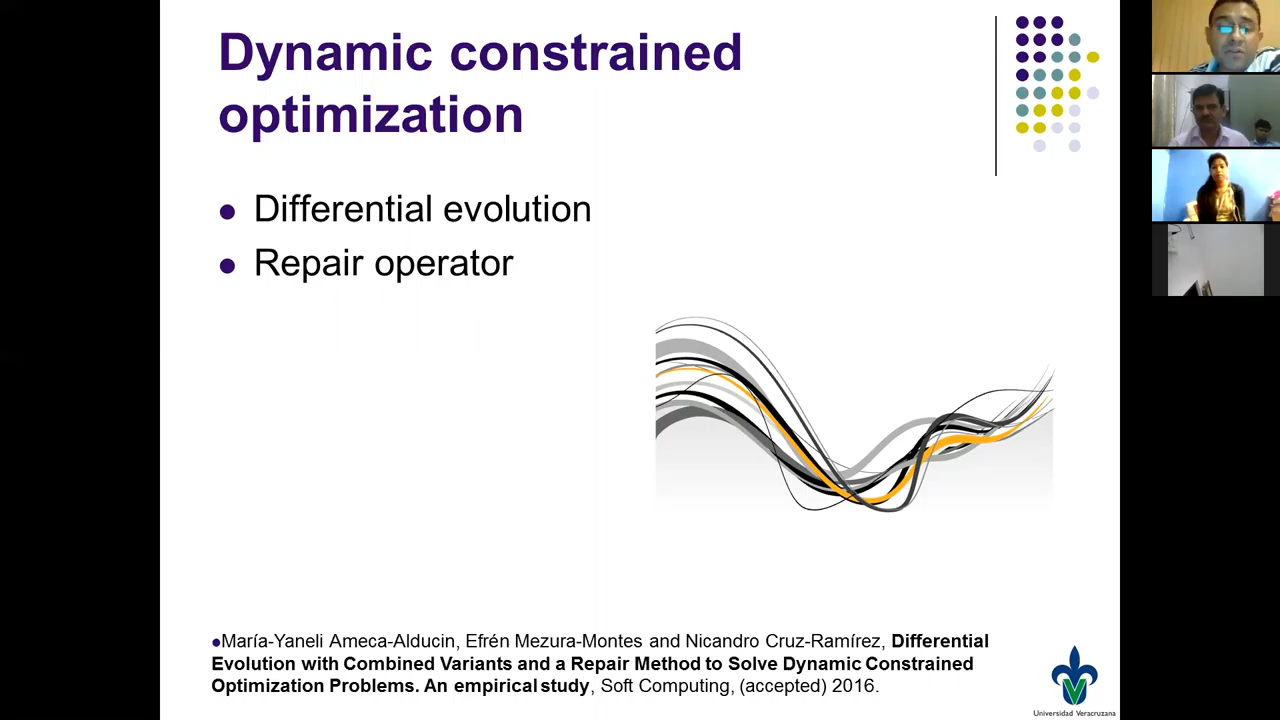 Dynamic constrained
optimization
Differential evolution
Repair operator
María-Yaneli Ameca-Alducin, Efrén Mezura-Montes and Nicandro Cruz-Ramírez, Differential
Evolution with Combined Variants and a Repair Method to Solve Dynamic Constrained
Optimization Problems. An empirical study, Soft Computing, (accepted) 2016.
Universidad Veracruzana